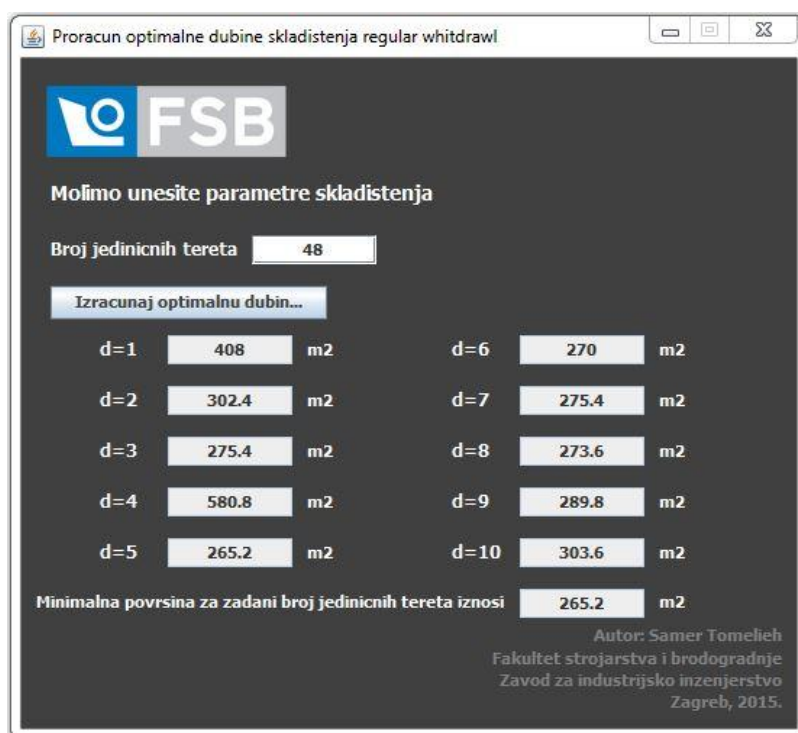 Proracun optimalne dubine skladistenja regular whitdrawl
FSB
Molimo unesite parametre skladistenja
Broj jedinicnih tereta 48
Izracunaj optimalnu dubin...
d=1 408 m2 d=6 270 m2
d=2 302.4 m2 d=7 275.4 m2
d=3 275.4 m2 d=8 273.6 m2
d=4 580.8 m2 d=9 289.8 m2
d=5 265.2 m2 d=10 303.6 m2
Minimalna povrsina za zadani broj jedinicnih tereta iznosi 265.2 m2
Autor: Samer Tomelieh
Fakultet strojarstva i brodogradnje
Zavod za industrijsko inzenjerstvo
Zagreb, 2015.